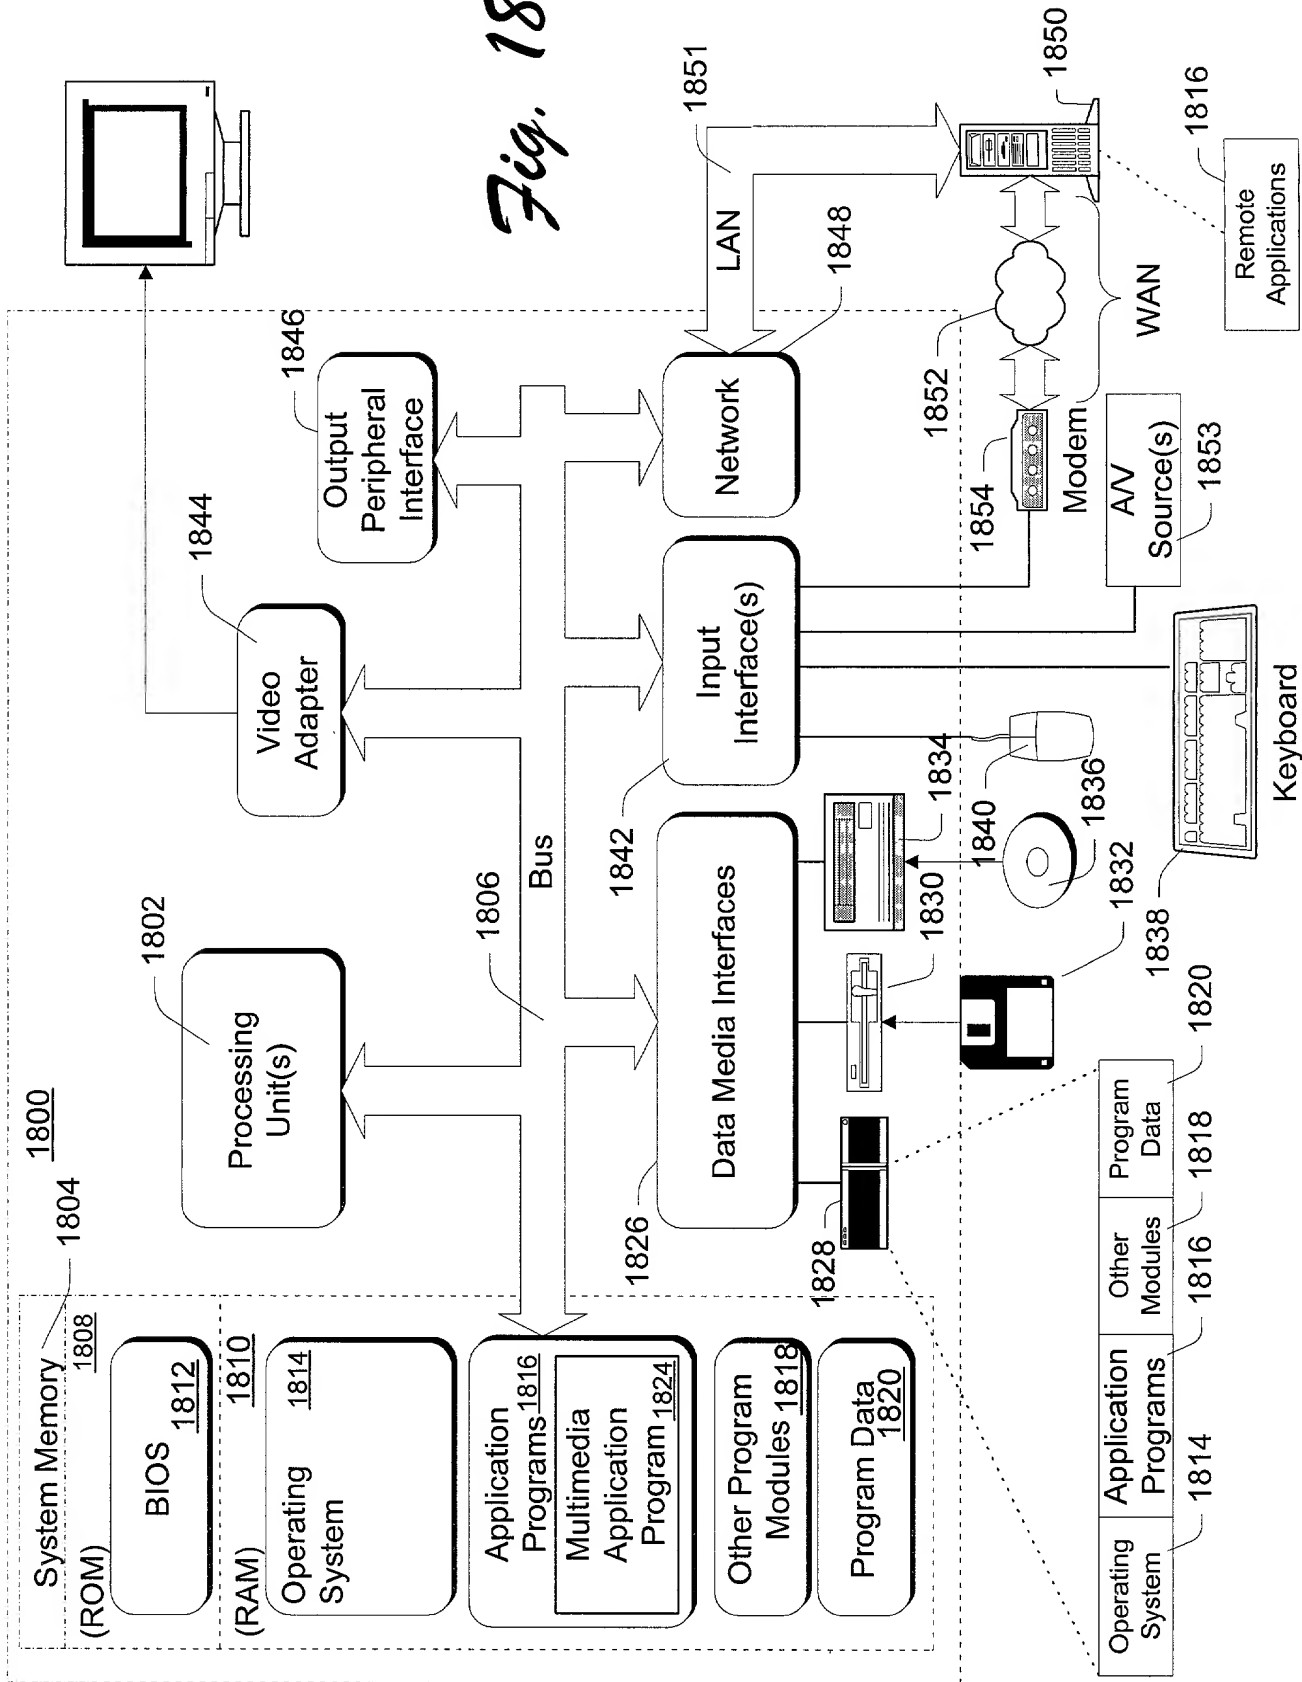 Fig. 18
1800
System Memory
1804
(ROM)
1808
BIOS
1812
(RAM)
1810
Operating
System
1814
Application
Programs
1816
Multimedia
Application
Program
1824
Other Program
Modules
1818
Program Data
1820
Processing
Unit(s)
1802
1806
Bus
Video
Adapter
1844
Output
Peripheral
Interface
1846
Data Media Interfaces
1826
Input
Interface(s)
1842
Network
1848
LAN
1851
1828
1830
1834
1840
1836
1832
1838
Keyboard
1854
Modem
1852
WAN
1850
A/V
Source(s)
1853
Remote
Applications
1816
Operating
System
1814
Application
Programs
1816
Other
Modules
1818
Program
Data
1820